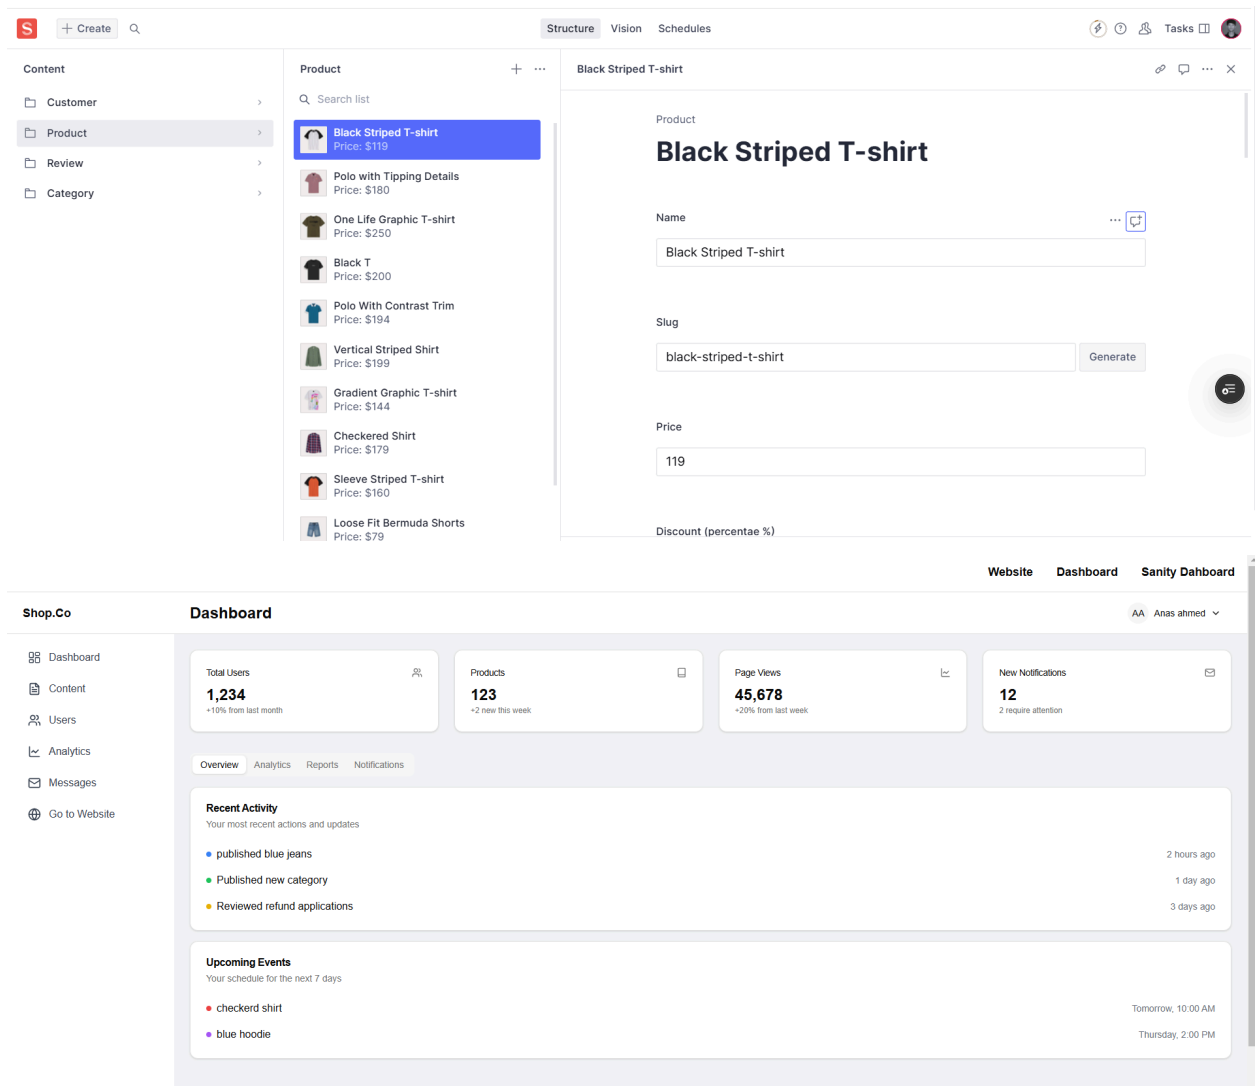 S
Create
Structure Vision Schedules
Tasks
Content
Customer
Product
Review
Category
Product
Search list
Black Striped T-shirt
Price: $119
Polo with Tipping Details
Price: $180
One Life Graphic T-shirt
Price: $250
Black T
Price: $200
Polo With Contrast Trim
Price: $194
Vertical Striped Shirt
Price: $199
Gradient Graphic T-shirt
Price: $144
Checkered Shirt
Price: $179
Sleeve Striped T-shirt
Price: $160
Loose Fit Bermuda Shorts
Price: $79
Black Striped T-shirt
Product
Black Striped T-shirt
Name
Black Striped T-shirt
Slug
black-striped-t-shirt
Generate
Price
119
Discount (percentae %)
Website Dashboard Sanity Dahboard
Shop.Co
Dashboard
AA Anas ahmed
Dashboard
Content
Users
Analytics
Messages
Go to Website
Total Users
1,234
+10% from last month
Products
123
+2 new this week
Page Views
45,678
+20% from last week
New Notifications
12
2 require attention
Overview Analytics Reports Notifications
Recent Activity
Your most recent actions and updates
published blue jeans 2 hours ago
Published new category 1 day ago
Reviewed refund applications 3 days ago
Upcoming Events
Your schedule for the next 7 days
checkerd shirt Tomorrow, 10:00 AM
blue hoodie Thursday, 2:00 PM